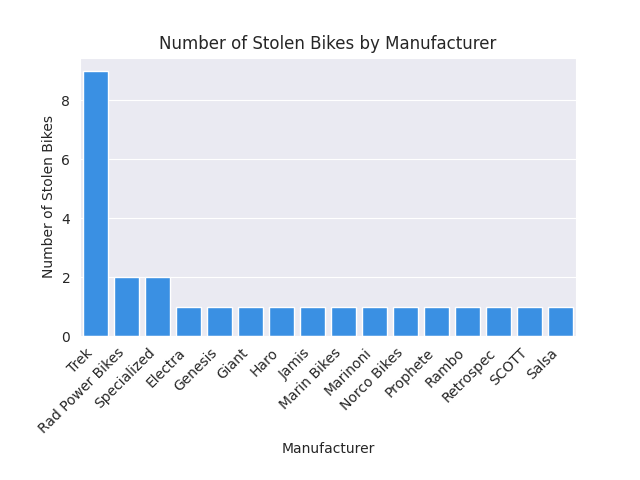 Number of Stolen Bikes by Manufacturer
Number of Stolen Bikes
8
6
4
2
0
Trek
Rad Power Bikes
Specialized
Electra
Genesis
Giant
Haro
Jamis
Marin Bikes
Marinoni
Norco Bikes
Prophete
Rambo
Retrospec
SCOTT
Salsa
Manufacturer